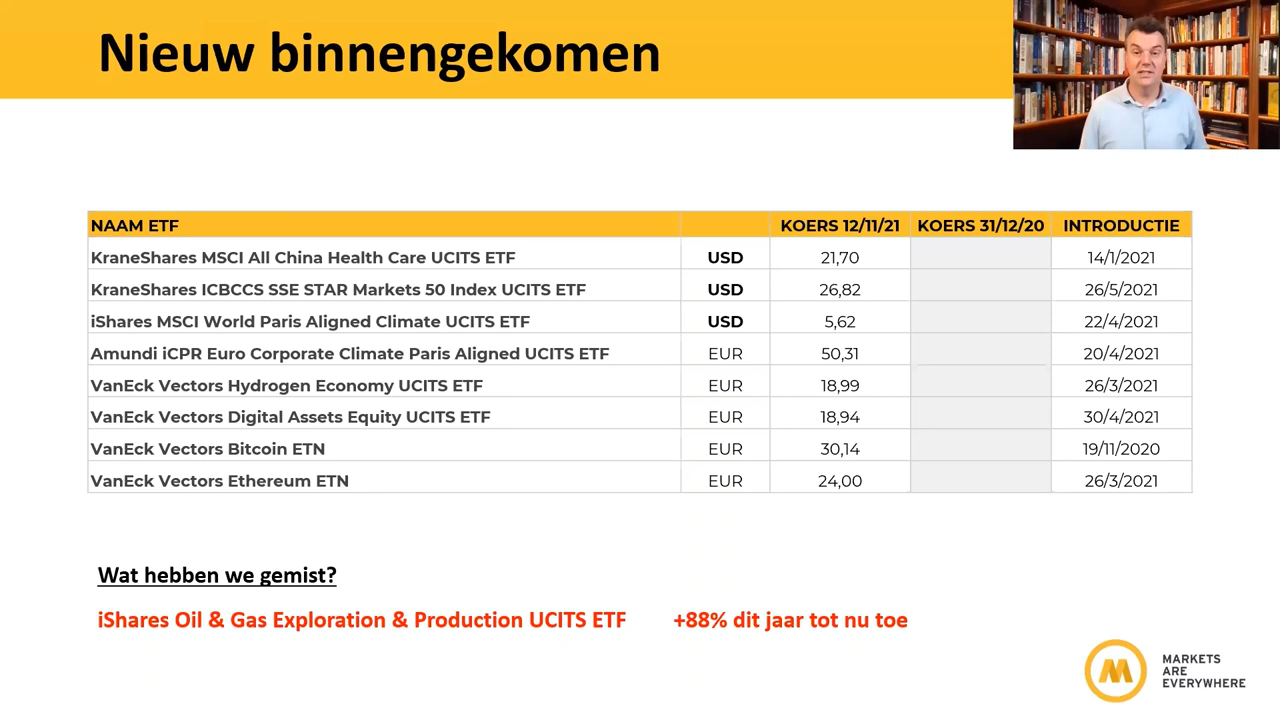 Nieuw binnengekomen
NAAM ETF KOERS 12/11/21 KOERS 31/12/20 INTRODUCTIE
KraneShares MSCI All China Health Care UCITS ETF USD 21,70 14/1/2021
KraneShares ICBCCS SSE STAR Markets 50 Index UCITS ETF USD 26,82 26/5/2021
iShares MSCI World Paris Aligned Climate UCITS ETF USD 5,62 22/4/2021
Amundi iCPR Euro Corporate Climate Paris Aligned UCITS ETF EUR 50,31 20/4/2021
VanEck Vectors Hydrogen Economy UCITS ETF EUR 18,99 26/3/2021
VanEck Vectors Digital Assets Equity UCITS ETF EUR 18,94 30/4/2021
VanEck Vectors Bitcoin ETN EUR 30,14 19/11/2020
VanEck Vectors Ethereum ETN EUR 24,00 26/3/2021
Wat hebben we gemist?
iShares Oil & Gas Exploration & Production UCITS ETF +88% dit jaar tot nu toe
M
MARKETS
ARE
EVERYWHERE